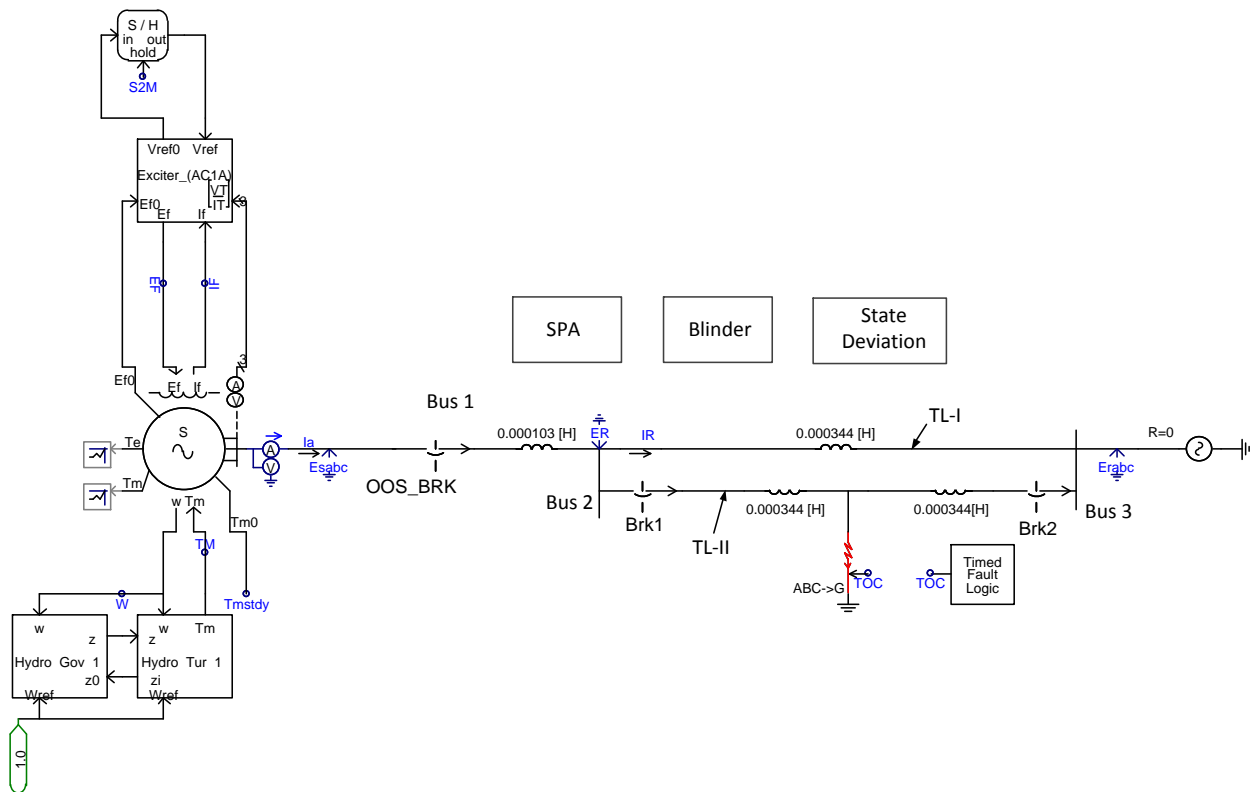 S / H
in out
hold
S2M
Vref0 Vref
Exciter_(AC1A)
VT
IT
3
Ef0
Ef If
EF
IF
3
Ef0
Ef If
A
V
S
Te
Tm
w Tm
Tm0
A
V
Ia
Esabc
Bus 1
OOS_BRK
SPA
Blinder
State
Deviation
0.000103 [H]
ER
IR
0.000344 [H]
TL-I
Erabc
R=0
Bus 2
Brk1
TL-II
0.000344 [H]
0.000344[H]
Brk2
Bus 3
ABC->G
TOC
TOC
Timed
Fault
Logic
TM
W
Tmstdy
w
z
Hydro Gov 1
z0
Wref
w Tm
z
Hydro Tur 1
zi
Wref
1.0